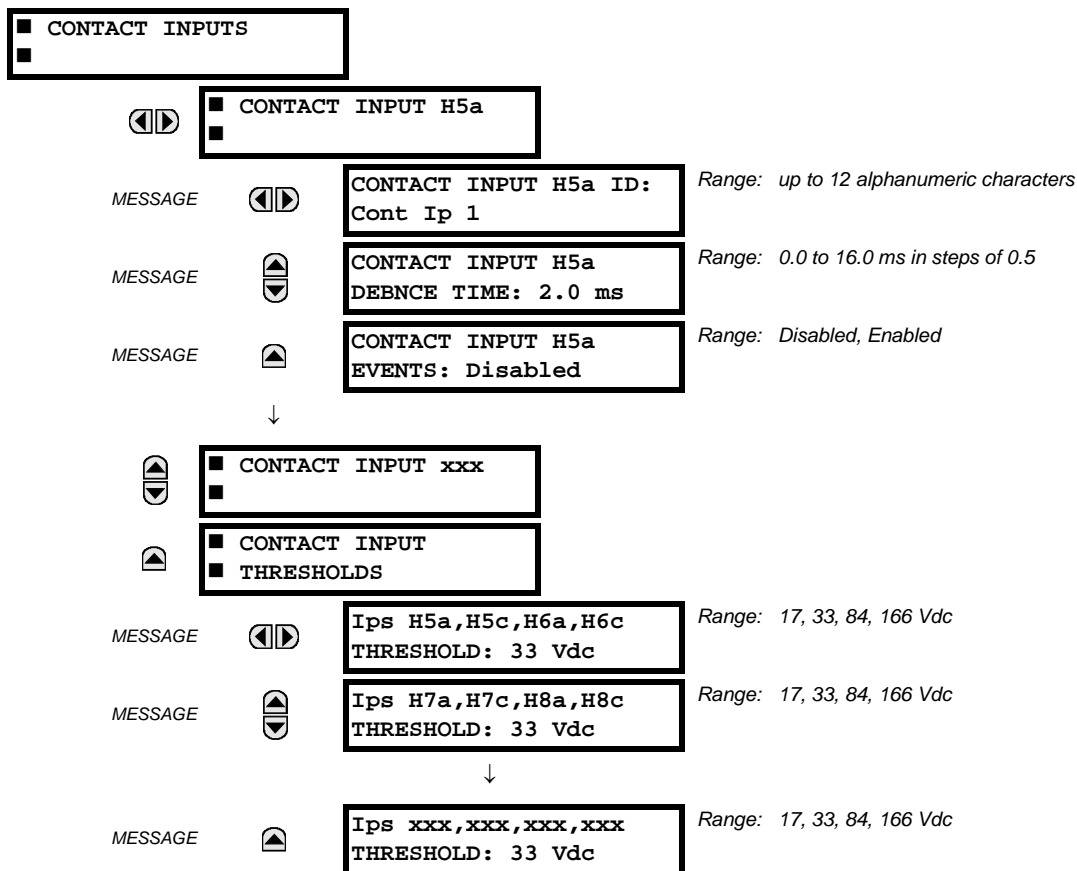 ■ CONTACT INPUTS
■
■ CONTACT INPUT H5a
■
MESSAGE
CONTACT INPUT H5a ID:
Cont Ip 1
Range: up to 12 alphanumeric characters
MESSAGE
CONTACT INPUT H5a
DEBNCE TIME: 2.0 ms
Range: 0.0 to 16.0 ms in steps of 0.5
MESSAGE
CONTACT INPUT H5a
EVENTS: Disabled
Range: Disabled, Enabled
↓
■ CONTACT INPUT xxx
■
■ CONTACT INPUT
■ THRESHOLDS
MESSAGE
Ips H5a,H5c,H6a,H6c
THRESHOLD: 33 Vdc
Range: 17, 33, 84, 166 Vdc
MESSAGE
Ips H7a,H7c,H8a,H8c
THRESHOLD: 33 Vdc
Range: 17, 33, 84, 166 Vdc
↓
MESSAGE
Ips xxx,xxx,xxx,xxx
THRESHOLD: 33 Vdc
Range: 17, 33, 84, 166 Vdc